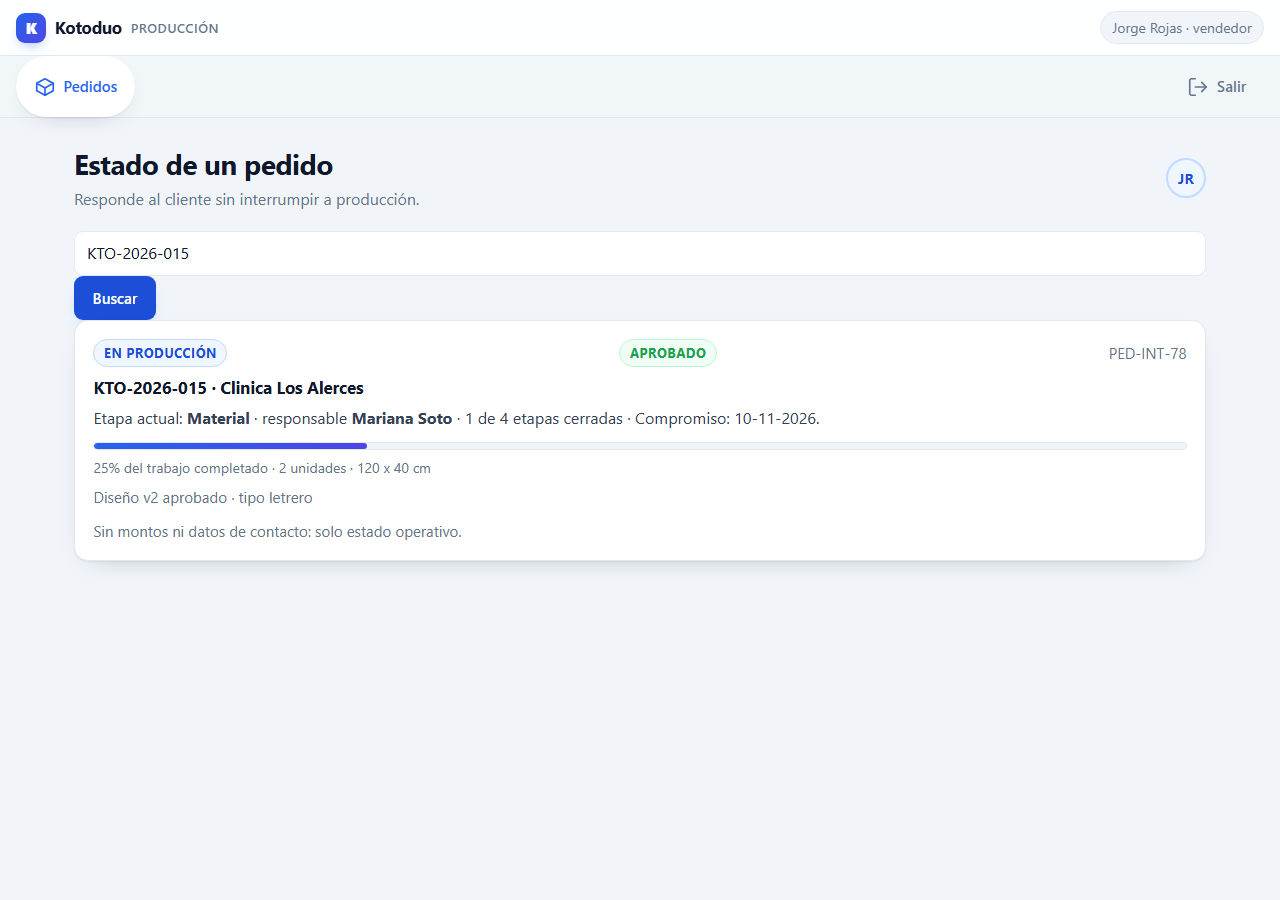 K Kotoduo PRODUCCIÓN
Jorge Rojas · vendedor
Pedidos
Salir
Estado de un pedido
Responde al cliente sin interrumpir a producción.
JR
KTO-2026-015
Buscar
EN PRODUCCIÓN
APROBADO
PED-INT-78
KTO-2026-015 · Clinica Los Alerces
Etapa actual: Material · responsable Mariana Soto · 1 de 4 etapas cerradas · Compromiso: 10-11-2026.
25% del trabajo completado · 2 unidades · 120 x 40 cm
Diseño v2 aprobado · tipo letrero
Sin montos ni datos de contacto: solo estado operativo.